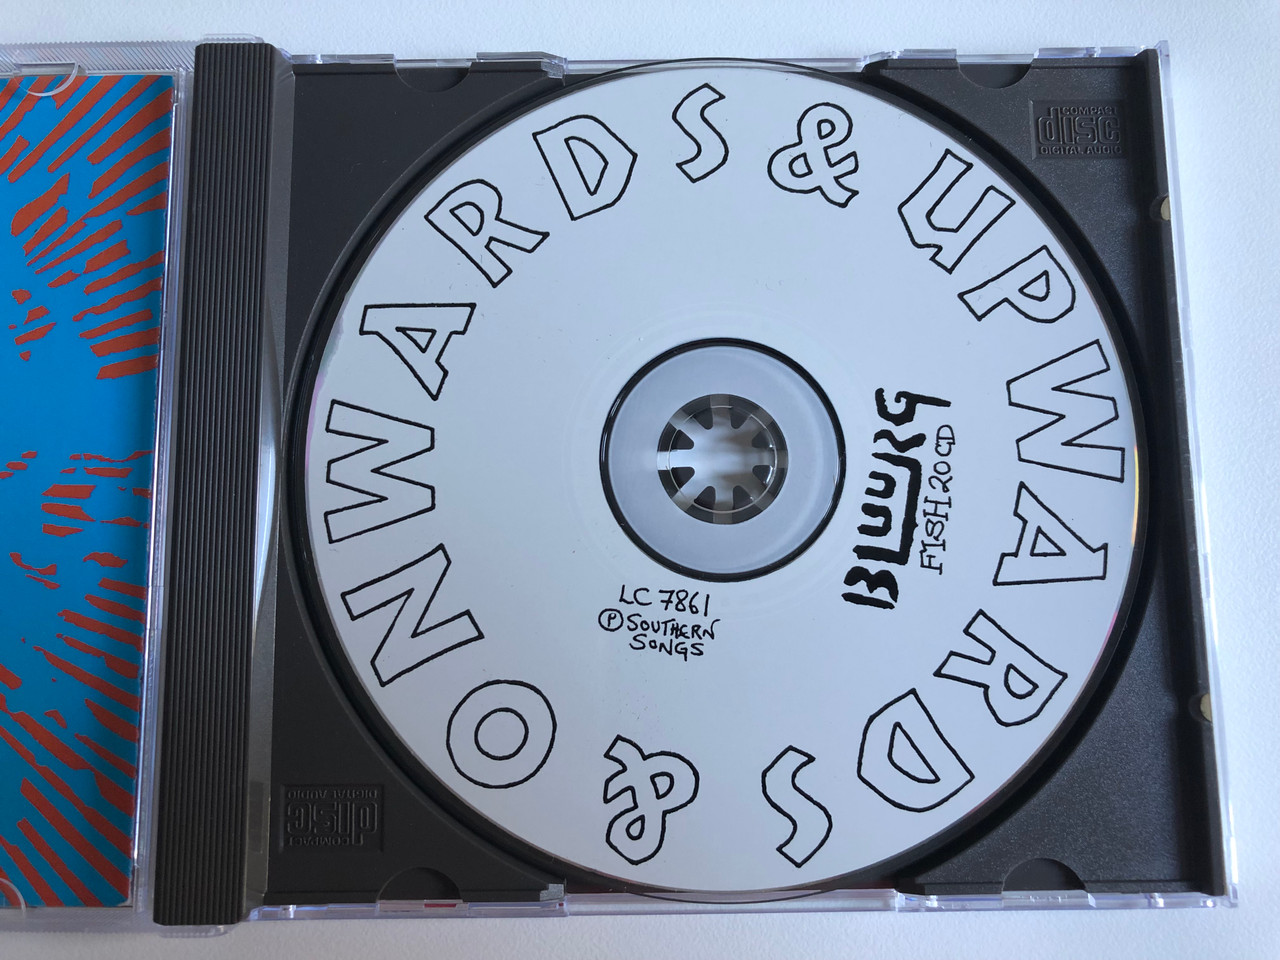 ONWARDS & UPWARDS &
BLUURG
FISH 20 CD
LC 7861
Ⓟ SOUTHERN
SONGS
COMPACT
disc
DIGITAL AUDIO
COMPACT
disc
DIGITAL AUDIO